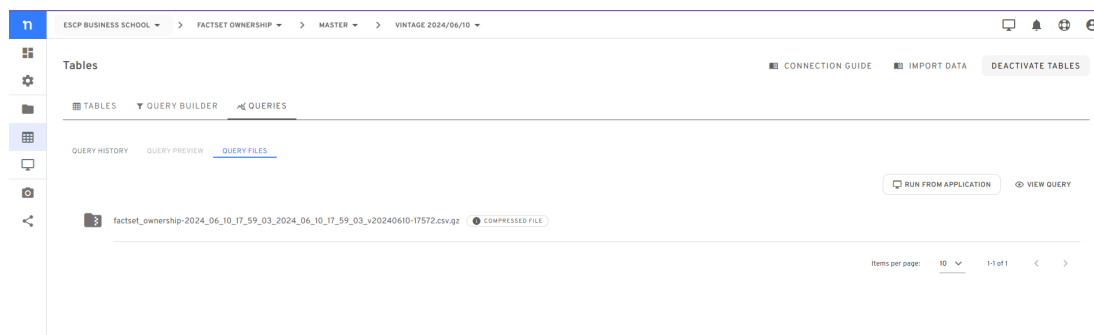 n ESCP BUSINESS SCHOOL > FACTSET OWNERSHIP > MASTER > VINTAGE 2024/06/10
Tables
CONNECTION GUIDE IMPORT DATA DEACTIVATE TABLES
TABLES QUERY BUILDER QUERIES
QUERY HISTORY QUERY PREVIEW QUERY FILES
RUN FROM APPLICATION VIEW QUERY
factset_ownership-2024_06_10_17_59_03_2024_06_10_17_59_03_v20240610-17572.csv.gz COMPRESSED FILE
Items per page: 10 1-1 of 1 < >